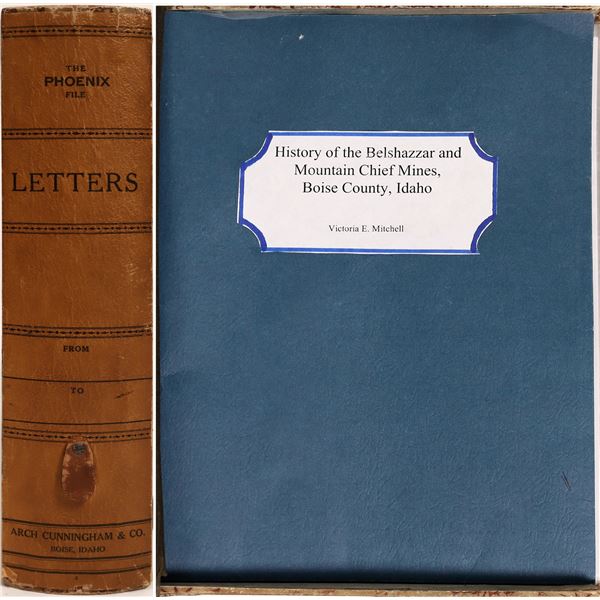 THE
PHOENIX
FILE
LETTERS
FROM
TO
ARCH CUNNINGHAM & CO.
BOISE, IDAHO
History of the Belshazzar and
Mountain Chief Mines,
Boise County, Idaho
Victoria E. Mitchell